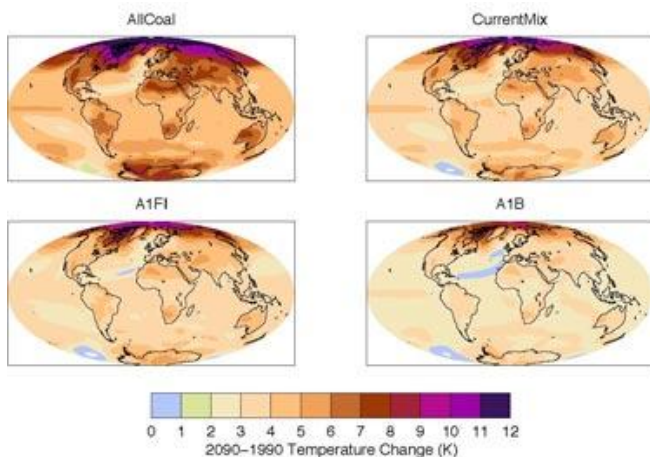 AllCoal
CurrentMix
A1FI
A1B
0 1 2 3 4 5 6 7 8 9 10 11 12
2090–1990 Temperature Change (K)